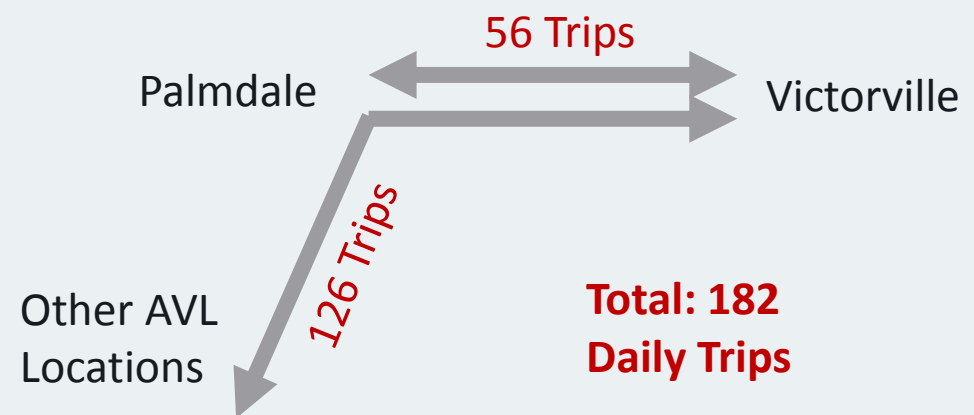 56 Trips
Palmdale
Victorville
126 Trips
Other AVL
Locations
Total: 182
Daily Trips